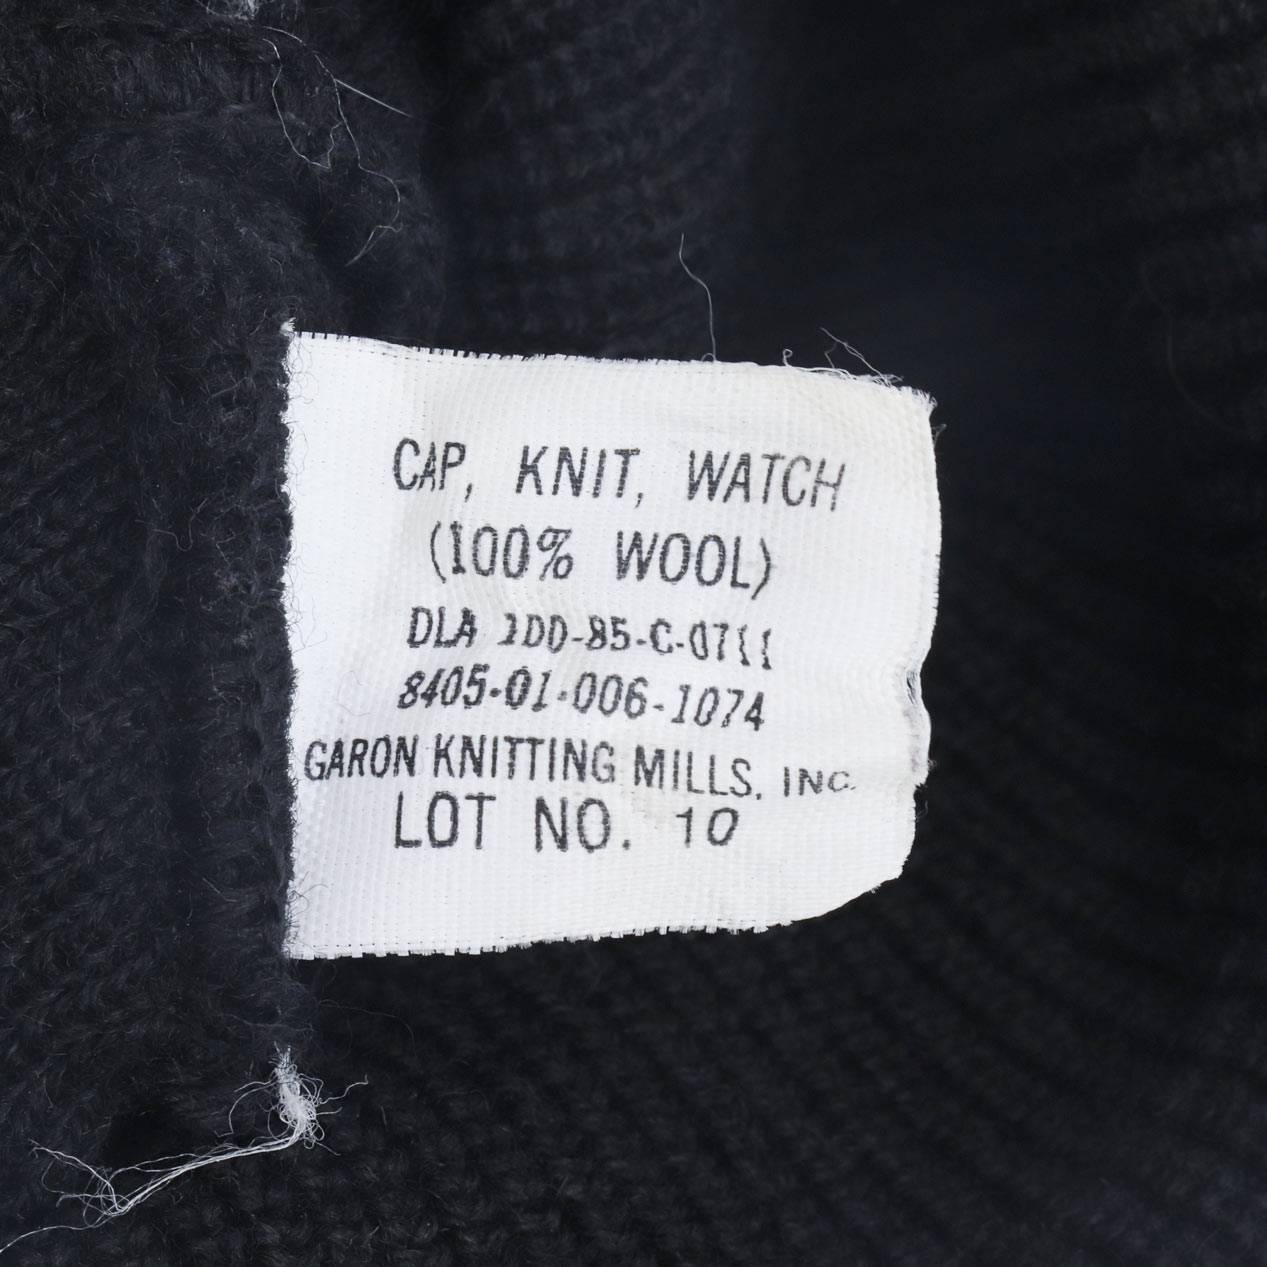 CAP, KNIT, WATCH
(100% WOOL)
DLA 1DD-85-C-0711
8405-01-006-1074
GARON KNITTING MILLS, INC.
LOT NO. 10